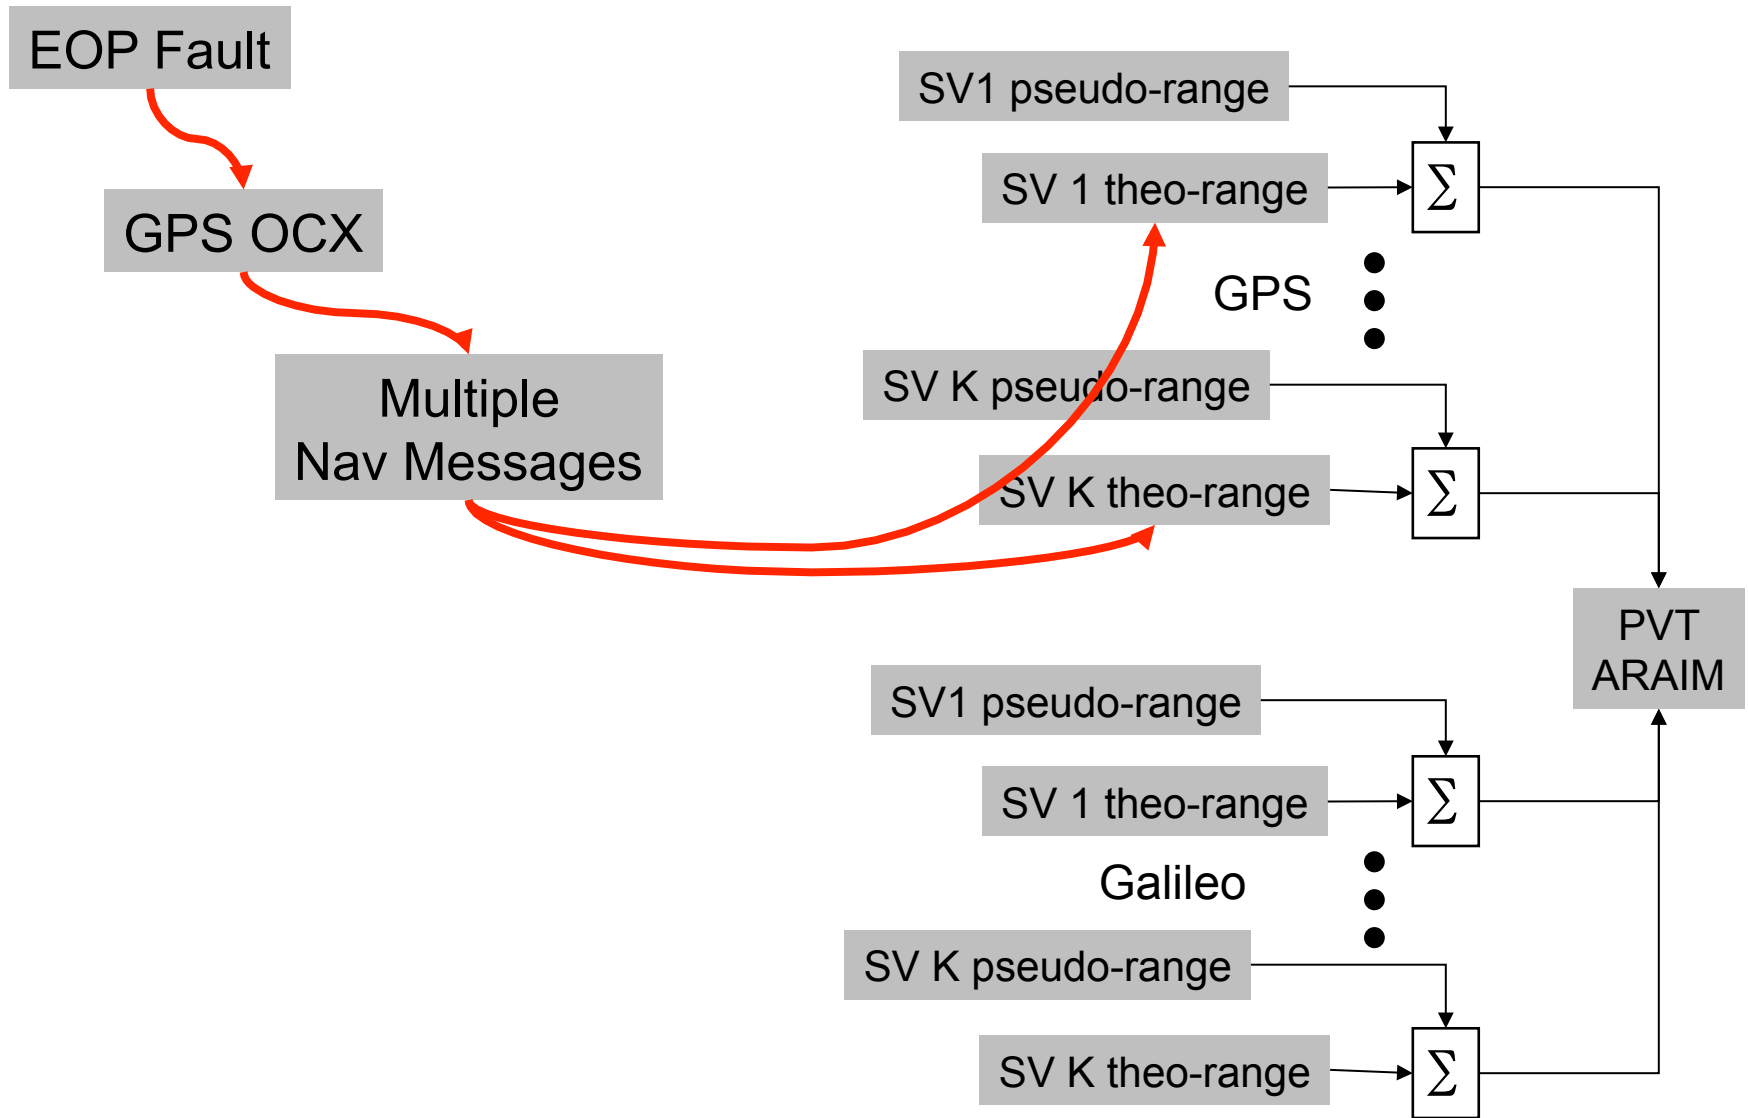 EOP Fault
GPS OCX
Multiple
Nav Messages
SV1 pseudo-range
SV 1 theo-range
Σ
GPS
SV K pseudo-range
SV K theo-range
Σ
PVT
ARAIM
SV1 pseudo-range
SV 1 theo-range
Σ
Galileo
SV K pseudo-range
SV K theo-range
Σ